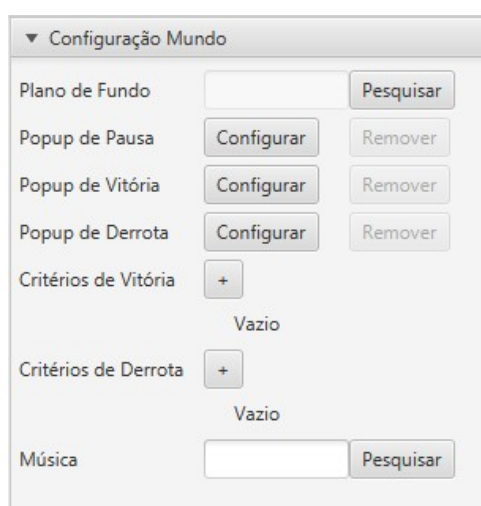 ▼ Configuração Mundo
Plano de Fundo Pesquisar
Popup de Pausa Configurar Remover
Popup de Vitória Configurar Remover
Popup de Derrota Configurar Remover
Critérios de Vitória +
Vazio
Critérios de Derrota +
Vazio
Música Pesquisar